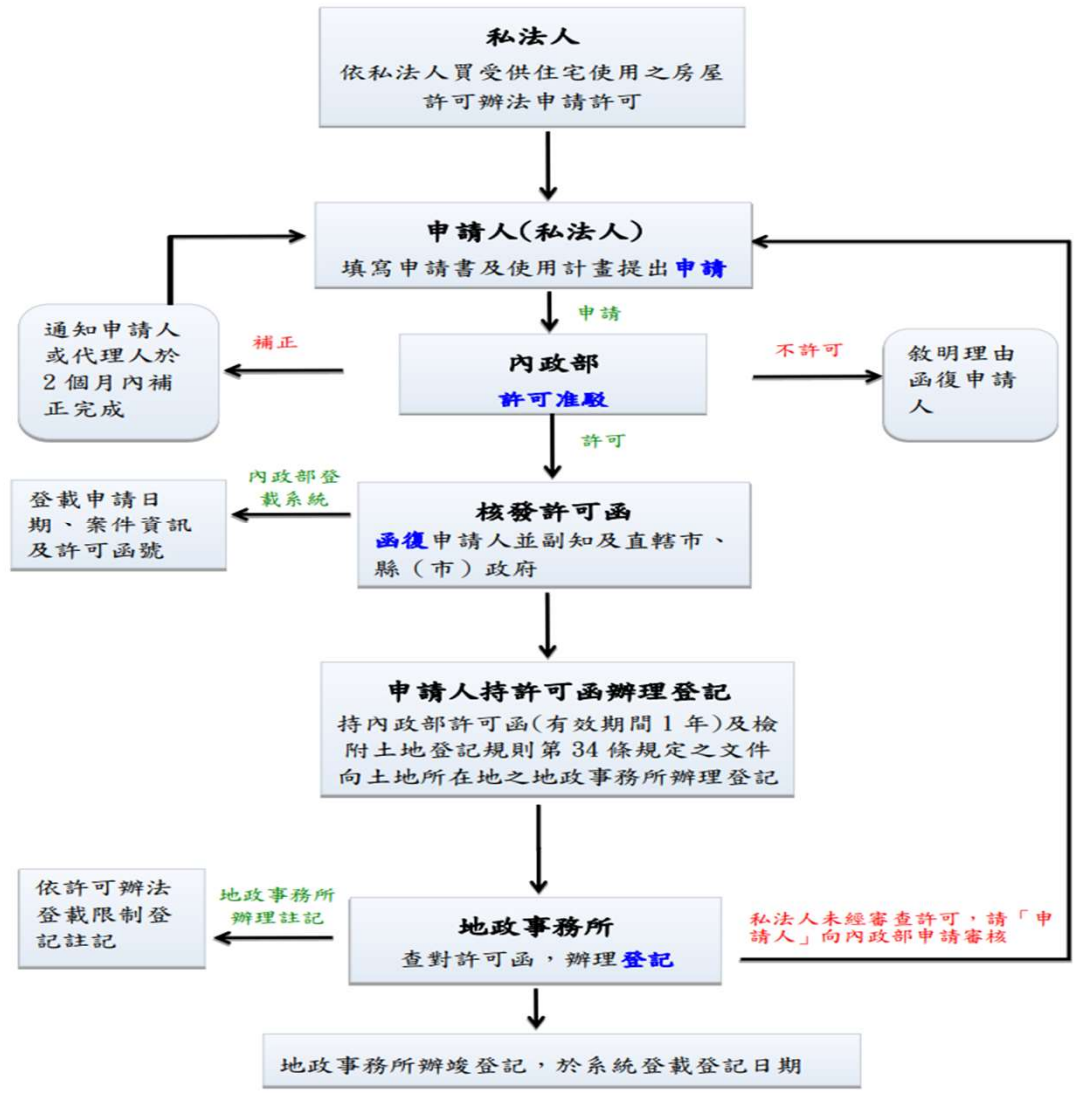 私法人
依私法人買受供住宅使用之房屋
許可辦法申請許可
申請人(私法人)
填寫申請書及使用計畫提出申請
申請
通知申請人
或代理人於
2 個月內補
正完成
補正
內政部
許可准駁
不許可
敘明理由
函復申請
人
許可
登載申請日
期、案件資訊
及許可函號
內政部登
載系統
核發許可函
函復申請人並副知及直轄市、
縣（市）政府
申請人持許可函辦理登記
持內政部許可函(有效期間 1 年)及檢
附土地登記規則第 34 條規定之文件
向土地所在地之地政事務所辦理登記
依許可辦法
登載限制登
記註記
地政事務所
辦理註記
地政事務所
查對許可函，辦理登記
私法人未經審查許可，請「申
請人」向內政部申請審核
地政事務所辦竣登記，於系統登載登記日期